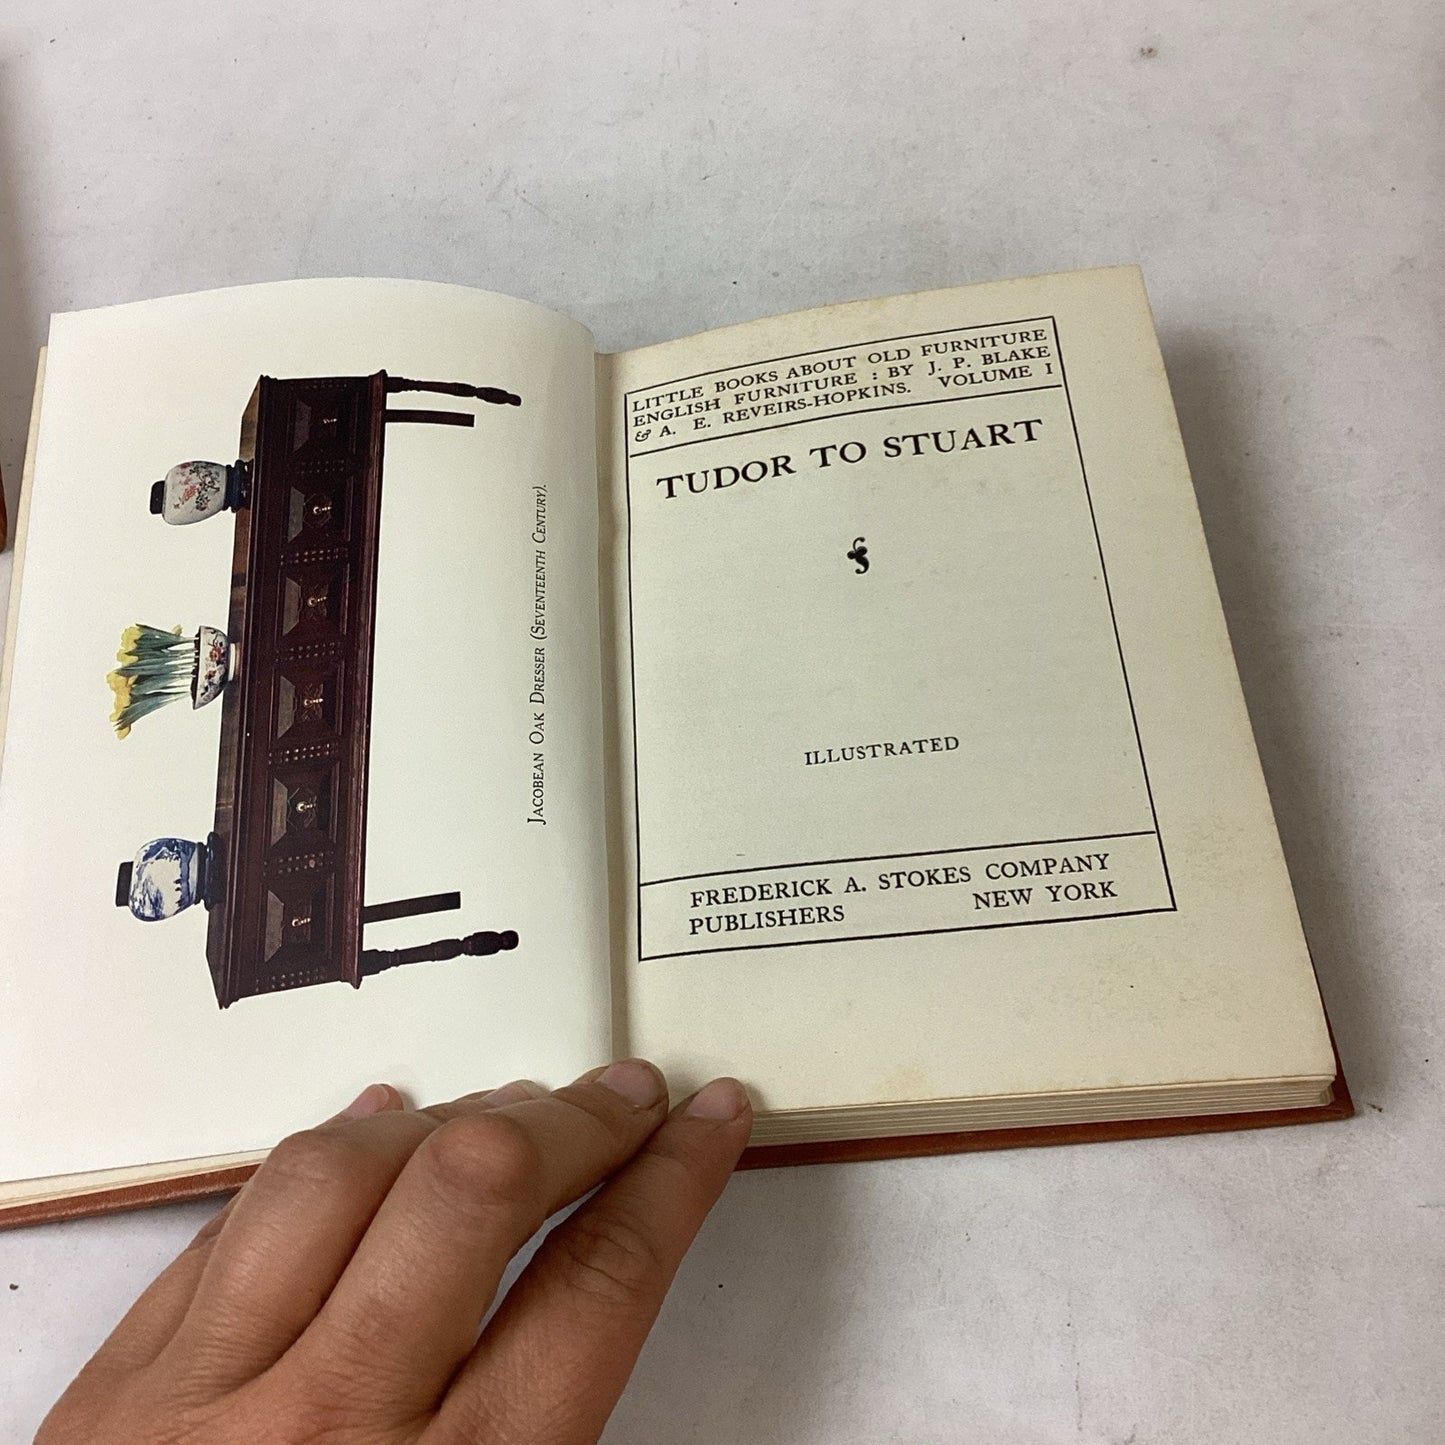 JACOBEAN OAK DRESSER (SEVENTEENTH CENTURY).
LITTLE BOOKS ABOUT OLD FURNITURE
ENGLISH FURNITURE : BY J. P. BLAKE
& A. E. REVEIRS-HOPKINS. VOLUME I
TUDOR TO STUART
ILLUSTRATED
FREDERICK A. STOKES COMPANY
PUBLISHERS NEW YORK